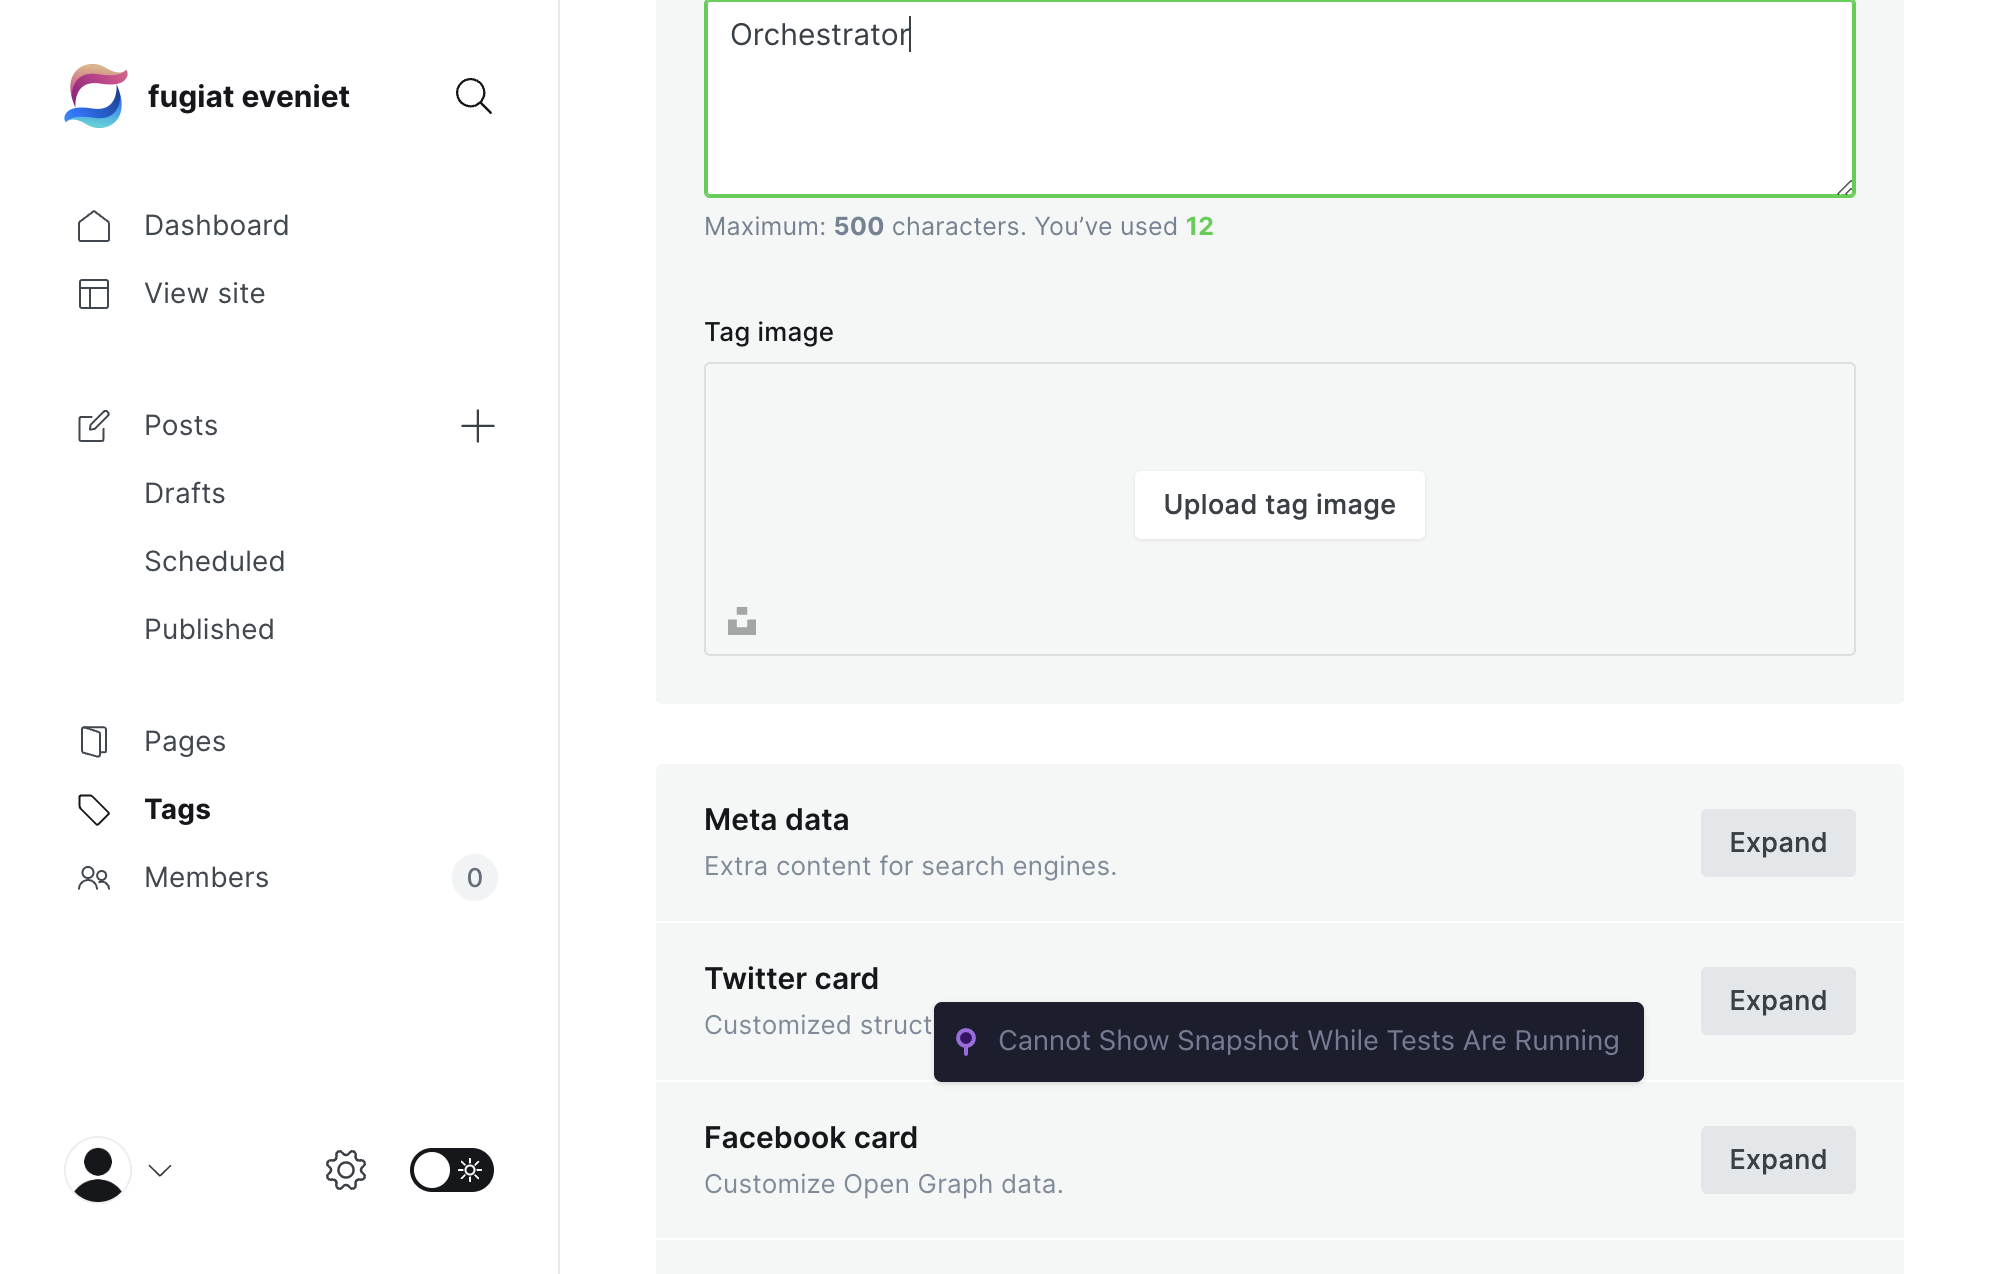 fugiat eveniet
Dashboard
View site
Posts
Drafts
Scheduled
Published
Pages
Tags
Members
0
Orchestrator
Maximum: 500 characters. You’ve used 12
Tag image
Upload tag image
Meta data
Extra content for search engines.
Expand
Twitter card
Customized struct
Expand
Cannot Show Snapshot While Tests Are Running
Facebook card
Customize Open Graph data.
Expand